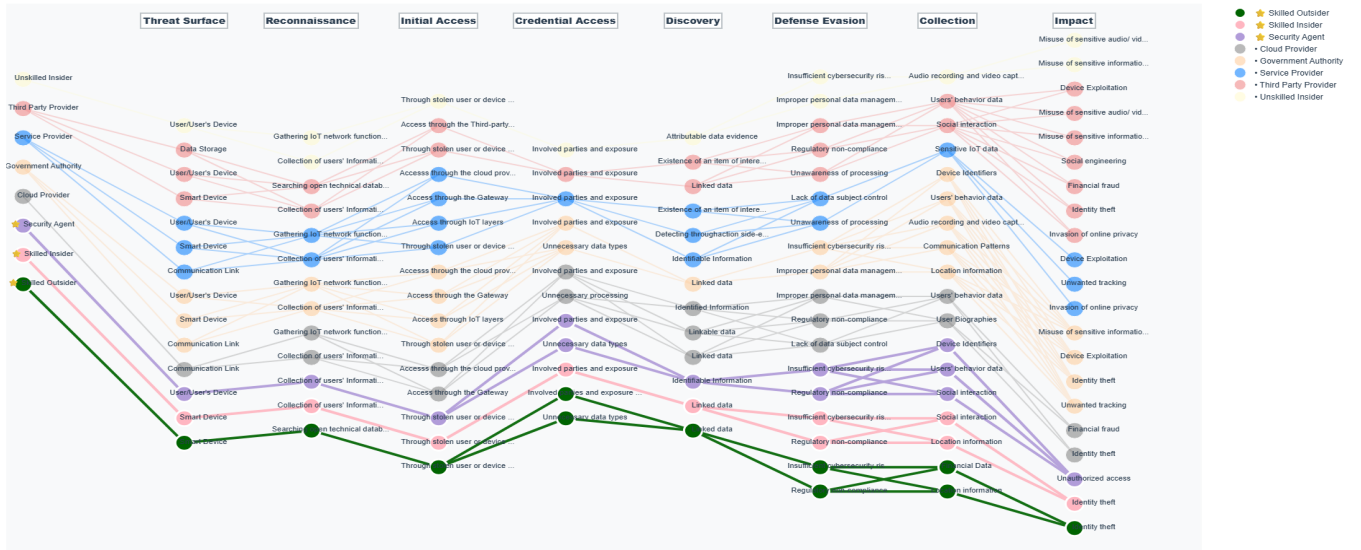 Threat Surface
Reconnaissance
Initial Access
Credential Access
Discovery
Defense Evasion
Collection
Impact
Skilled Outsider
Skilled Insider
Security Agent
• Cloud Provider
• Government Authority
• Service Provider
• Third Party Provider
• Unskilled Insider
Unskilled Insider
Third Party Provider
Service Provider
Government Authority
Cloud Provider
Security Agent
Skilled Insider
User/User's Device
Data Storage
User/User's Device
Smart Device
User/User's Device
Smart Device
Communication Link
User/User's Device
Smart Device
Communication Link
Communication Link
User/User's Device
Smart Device
Gathering IoT network function...
Collection of users' Informati...
Searching open technical datab...
Collection of users' Informati...
Gathering IoT network function...
Collection of users' Informati...
Gathering IoT network function...
Collection of users' Informati...
Gathering IoT network function...
Collection of users' Informati...
Collection of users' Informati...
Collection of users' Informati...
Through stolen user or device ...
Access through the Third-party...
Through stolen user or device ...
Accesss through the cloud prov...
Access through the Gateway
Access through IoT layers
Through stolen user or device ...
Accesss through the cloud prov...
Access through the Gateway
Access through IoT layers
Through stolen user or device ...
Accesss through the cloud prov...
Access through the Gateway
Through stolen user or device ...
Through stolen user or device ...
Involved parties and exposure
Involved parties and exposure
Involved parties and exposure
Involved parties and exposure
Unnecessary data types
Involved parties and exposure
Unnecessary processing
Involved parties and exposure
Unnecessary data types
Involved parties and exposure
Attributable data evidence
Existence of an item of intere...
Linked data
Existence of an item of intere...
Detecting throughaction side-e...
Identifiable Information
Linked data
Identified Information
Linkable data
Linked data
Identifiable Information
Linked data
Insufficient cybersecurity ris...
Improper personal data managem...
Improper personal data managem...
Regulatory non-compliance
Unawareness of processing
Lack of data subject control
Unawareness of processing
Insufficient cybersecurity ris...
Improper personal data managem...
Improper personal data managem...
Regulatory non-compliance
Lack of data subject control
Insufficient cybersecurity ris...
Regulatory non-compliance
Insufficient cybersecurity ris...
Regulatory non-compliance
Audio recording and video capt...
Users' behavior data
Social interaction
Sensitive IoT data
Device Identifiers
Users' behavior data
Audio recording and video capt...
Communication Patterns
Location information
Users' behavior data
User Biographies
Device Identifiers
Users' behavior data
Social interaction
Social interaction
Location information
Misuse of sensitive audio/ vid...
Misuse of sensitive informatio...
Device Exploitation
Misuse of sensitive audio/ vid...
Misuse of sensitive informatio...
Social engineering
Financial fraud
Identity theft
Invasion of online privacy
Device Exploitation
Unwanted tracking
Invasion of online privacy
Misuse of sensitive informatio...
Device Exploitation
Identity theft
Unwanted tracking
Financial fraud
Identity theft
Unauthorized access
Identity theft